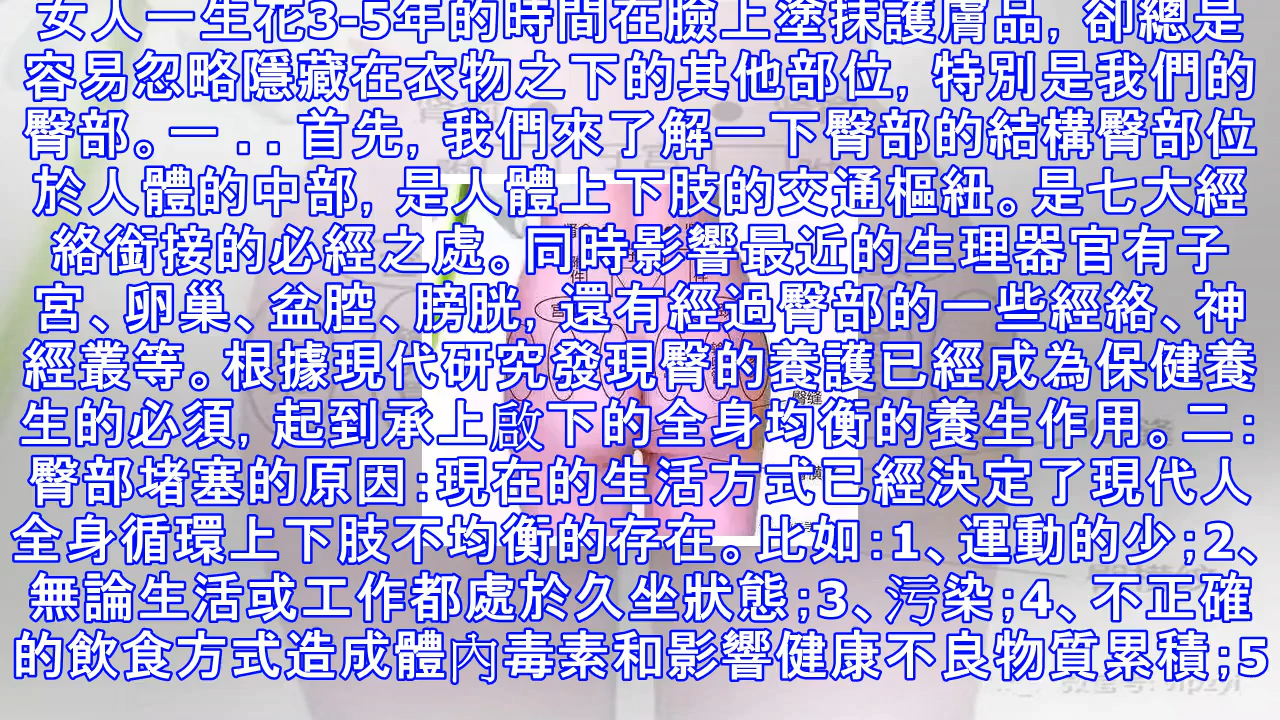 女人一生花3-5年的時間在臉上塗抹護膚品, 卻總是
容易忽略隱藏在衣物之下的其他部位, 特別是我們的
臀部。一 ..首先, 我們來了解一下臀部的結構臀部位
於人體的中部, 是人體上下肢的交通樞紐。是七大經
絡銜接的必經之處。同時影響最近的生理器官有子
宮、卵巢、盆腔、膀胱, 還有經過臀部的一些經絡、神
經叢等。根據現代研究發現臀的養護已經成為保健養
生的必須, 起到承上啟下的全身均衡的養生作用。二:
臀部堵塞的原因:現在的生活方式已經決定了現代人
全身循環上下肢不均衡的存在。比如:1、運動的少;2、
無論生活或工作都處於久坐狀態;3、污染;4、不正確
的飲食方式造成體內毒素和影響健康不良物質累積;5
臀缝